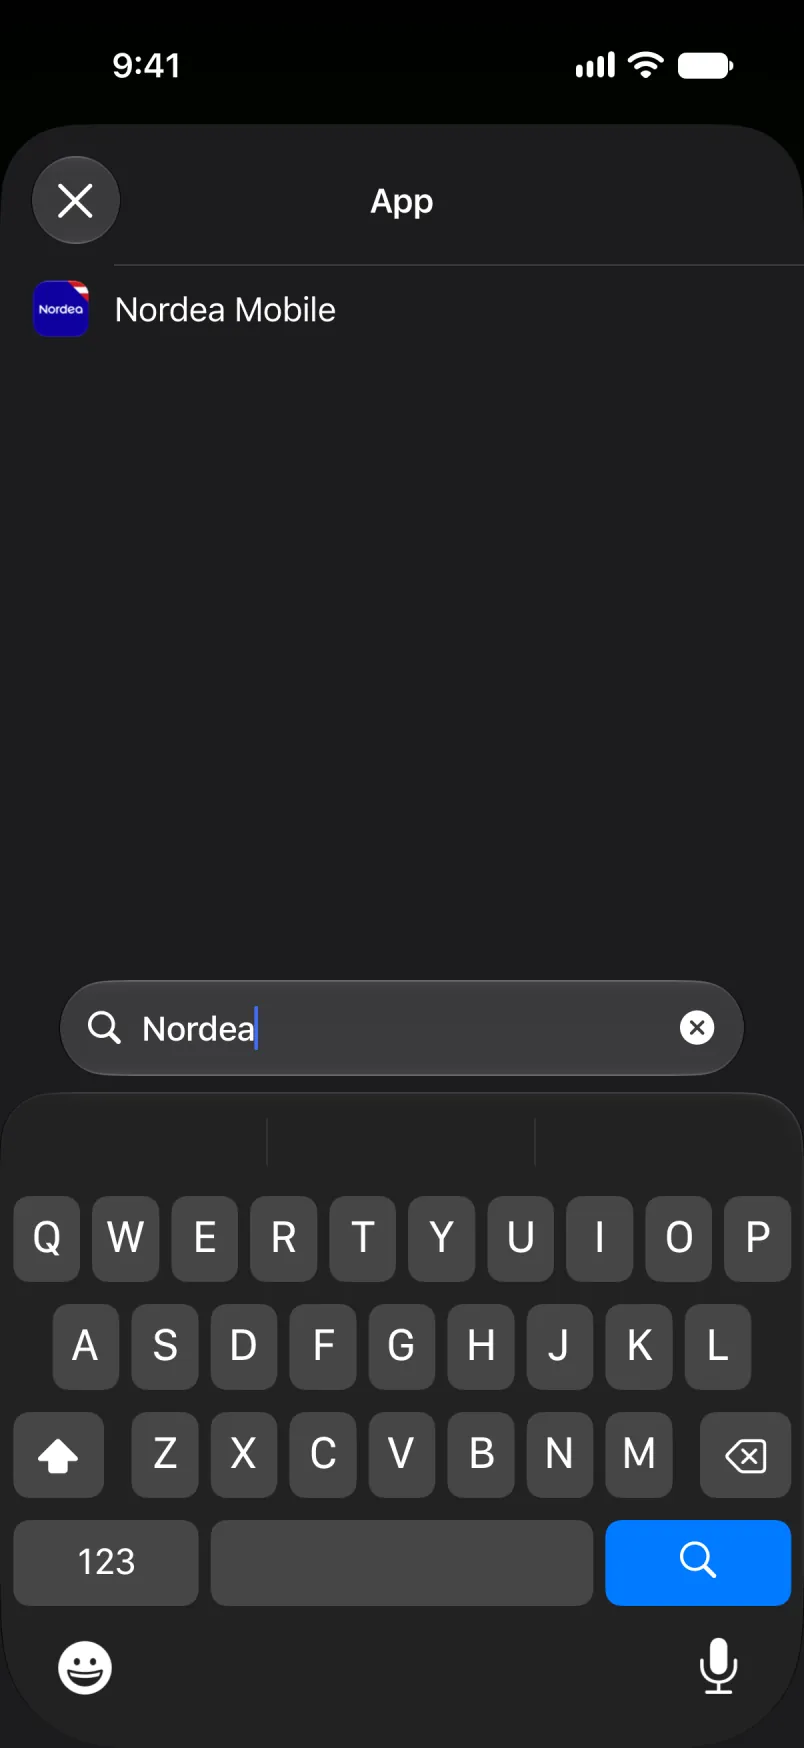 9:41
App
Nordea
Nordea Mobile
Nordea
Q W E R T Y U I O P
A S D F G H J K L
Z X C V B N M
123